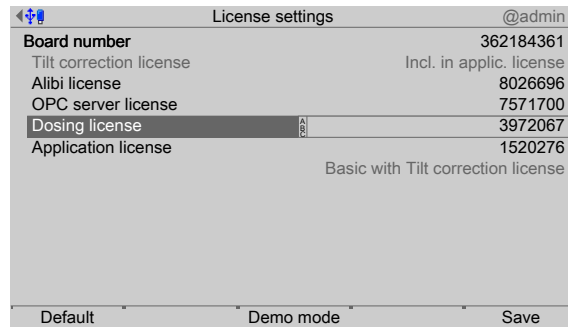 License settings @admin
Board number 362184361
Tilt correction license Incl. in applic. license
Alibi license 8026696
OPC server license 7571700
Dosing license ABC 3972067
Application license 1520276
Basic with Tilt correction license
Default Demo mode Save